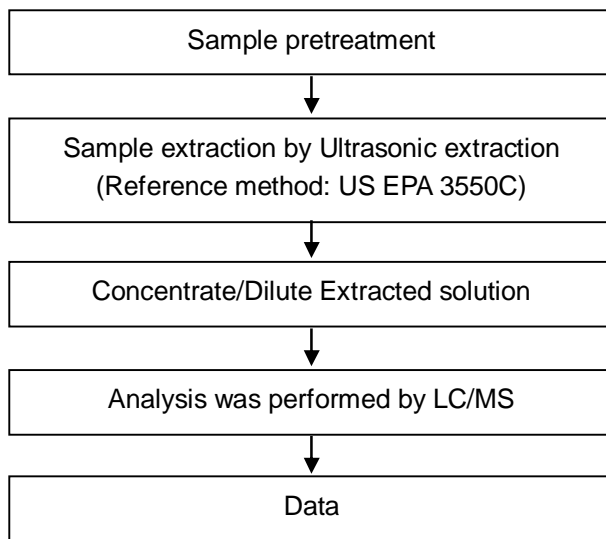 Sample pretreatment
Sample extraction by Ultrasonic extraction
(Reference method: US EPA 3550C)
Concentrate/Dilute Extracted solution
Analysis was performed by LC/MS
Data